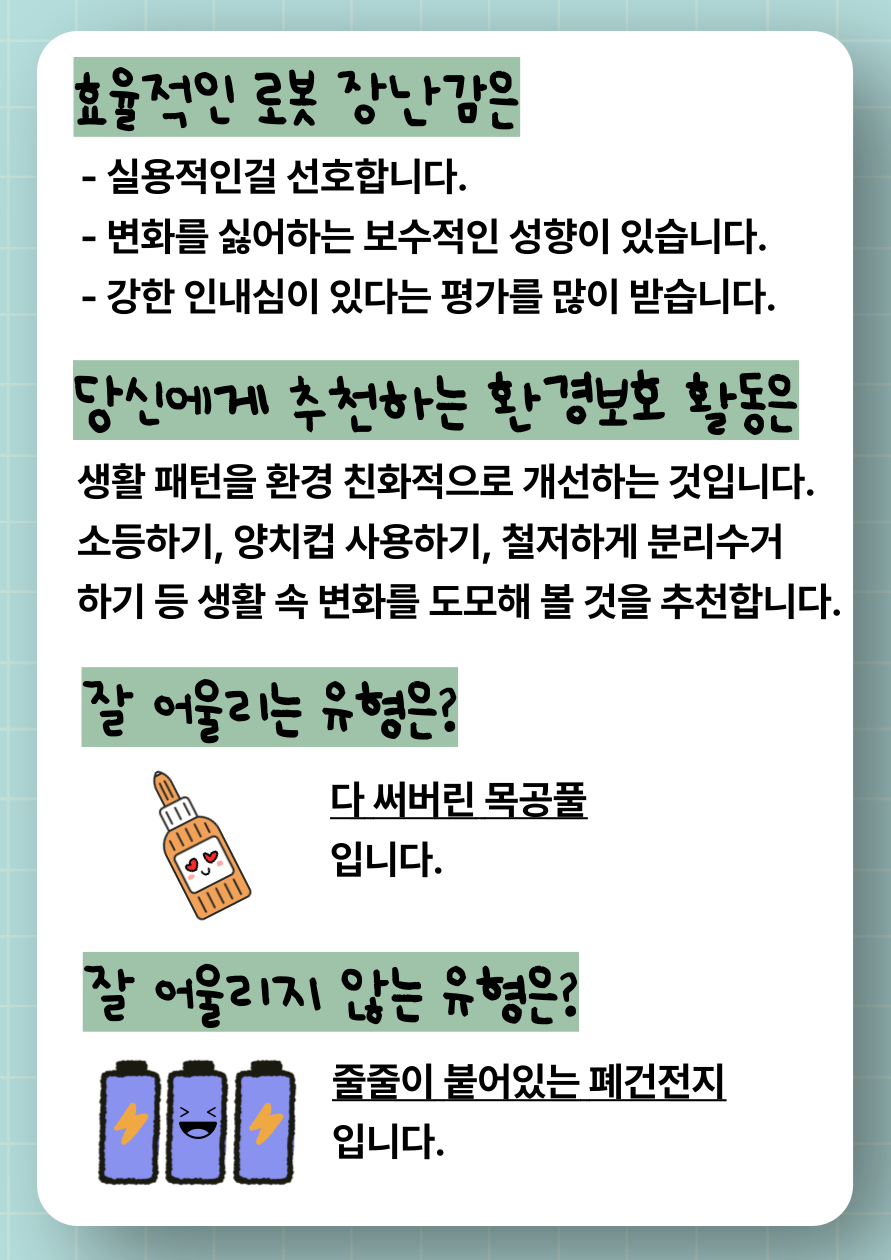 효율적인 로봇 장난감은
- 실용적인걸 선호합니다.
- 변화를 싫어하는 보수적인 성향이 있습니다.
- 강한 인내심이 있다는 평가를 많이 받습니다.
당신에게 추천하는 환경보호 활동은
생활 패턴을 환경 친화적으로 개선하는 것입니다.
소등하기, 양치컵 사용하기, 철저하게 분리수거
하기 등 생활 속 변화를 도모해 볼 것을 추천합니다.
잘 어울리는 유형은?
다 써버린 목공풀
입니다.
잘 어울리지 않는 유형은?
줄줄이 붙어있는 폐건전지
입니다.